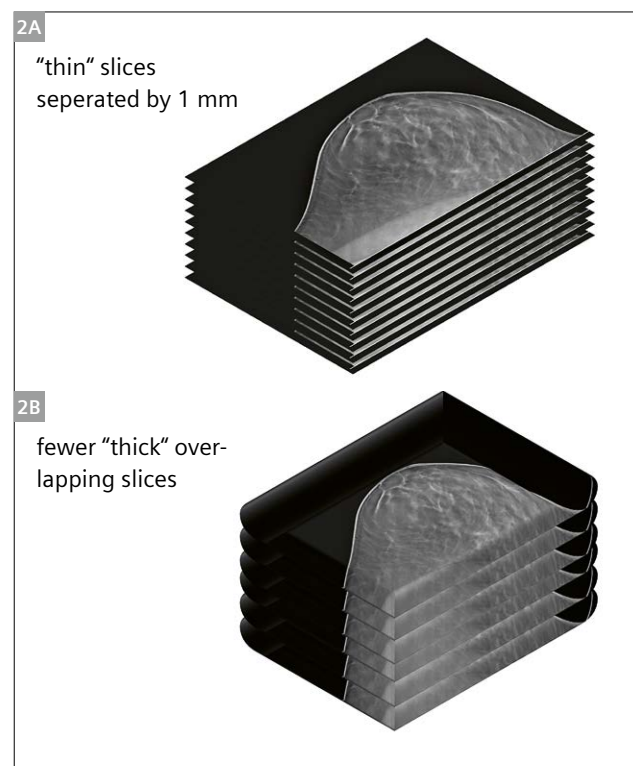 2A
“thin“ slices
seperated by 1 mm
2B
fewer “thick“ over-
lapping slices